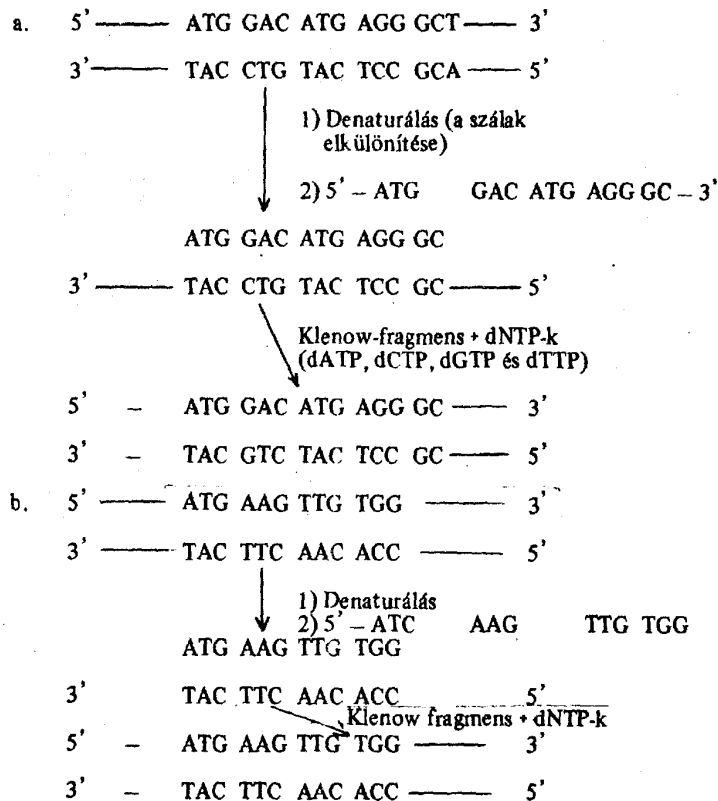 a. 5' —— ATG GAC ATG AGG GCT —— 3'
3' —— TAC CTG TAC TCC GCA —— 5'
1) Denaturálás (a szálak
elkülönítése)
2) 5' – ATG GAC ATG AGG GC – 3'
ATG GAC ATG AGG GC
3' —— TAC CTG TAC TCC GC —— 5'
Klenow-fragmens + dNTP-k
(dATP, dCTP, dGTP és dTTP)
5' – ATG GAC ATG AGG GC —— 3'
3' – TAC GTC TAC TCC GC —— 5'
b. 5' —— ATG AAG TTG TGG —— 3'
3' —— TAC TTC AAC ACC —— 5'
1) Denaturálás
2) 5' – ATC AAG TTG TGG
ATG AAG TTG TGG
3' TAC TTC AAC ACC 5'
Klenow fragmens + dNTP-k
5' – ATG AAG TTG TGG —— 3'
3' – TAC TTC AAC ACC —— 5'